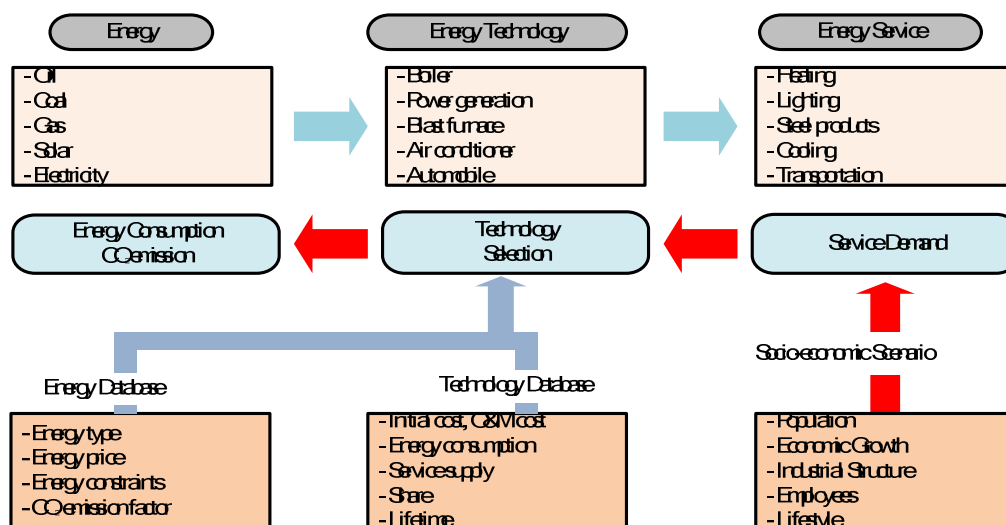 Energy
Energy Technology
Energy Service
- Oil
- Coal
- Gas
- Solar
- Electricity
- Boiler
- Power generation
- Blast furnace
- Air conditioner
- Automobile
- Heating
- Lighting
- Steel products
- Cooling
- Transportation
Energy Consumption
CO₂ emission
Technology
Selection
Service Demand
Socio-economic Scenario
Energy Database
Technology Database
- Energy type
- Energy price
- Energy constraints
- CO₂ emission factor
- Initial cost, O&M cost
- Energy consumption
- Service supply
- Share
- Lifetime
- Population
- Economic Growth
- Industrial Structure
- Employees
- Lifestyle